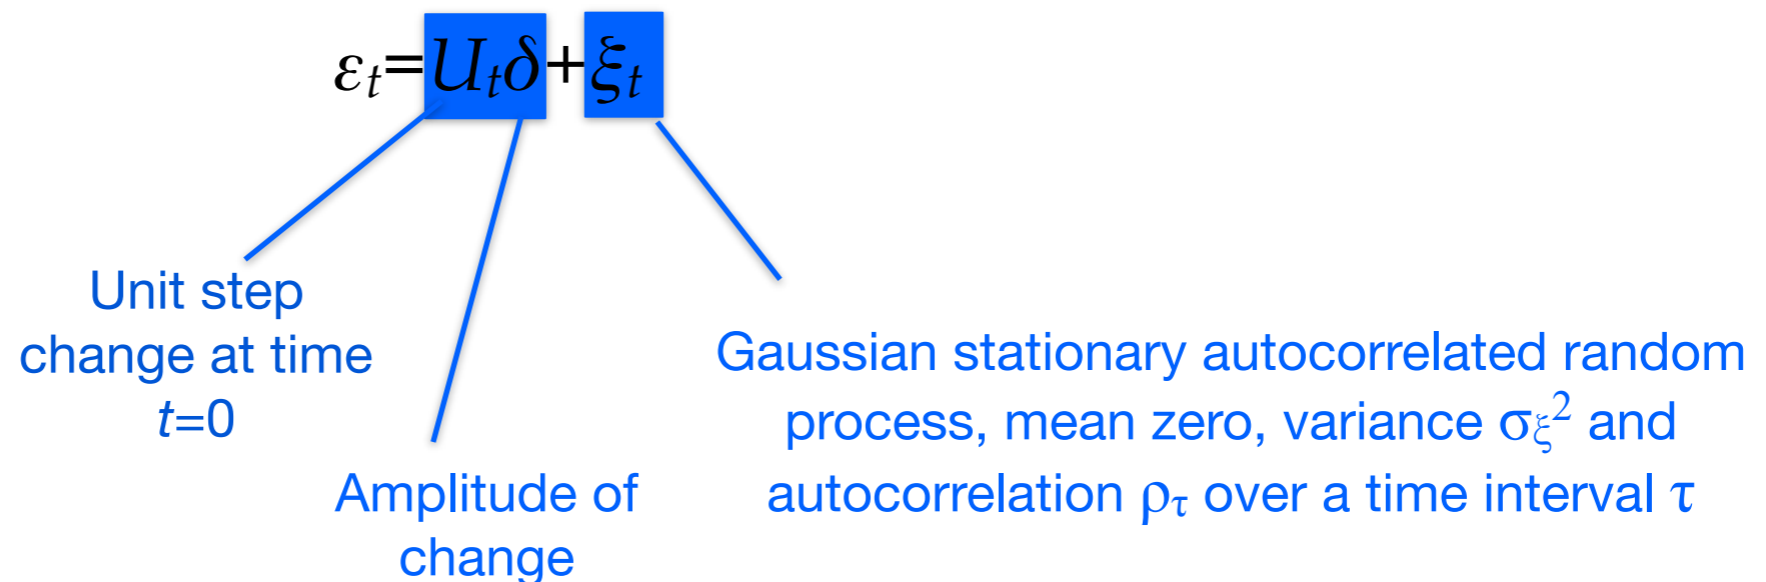 εt=Utδ+ξt
Unit step
change at time
t=0
Amplitude of
change
Gaussian stationary autocorrelated random
process, mean zero, variance σξ² and
autocorrelation ρτ over a time interval τ